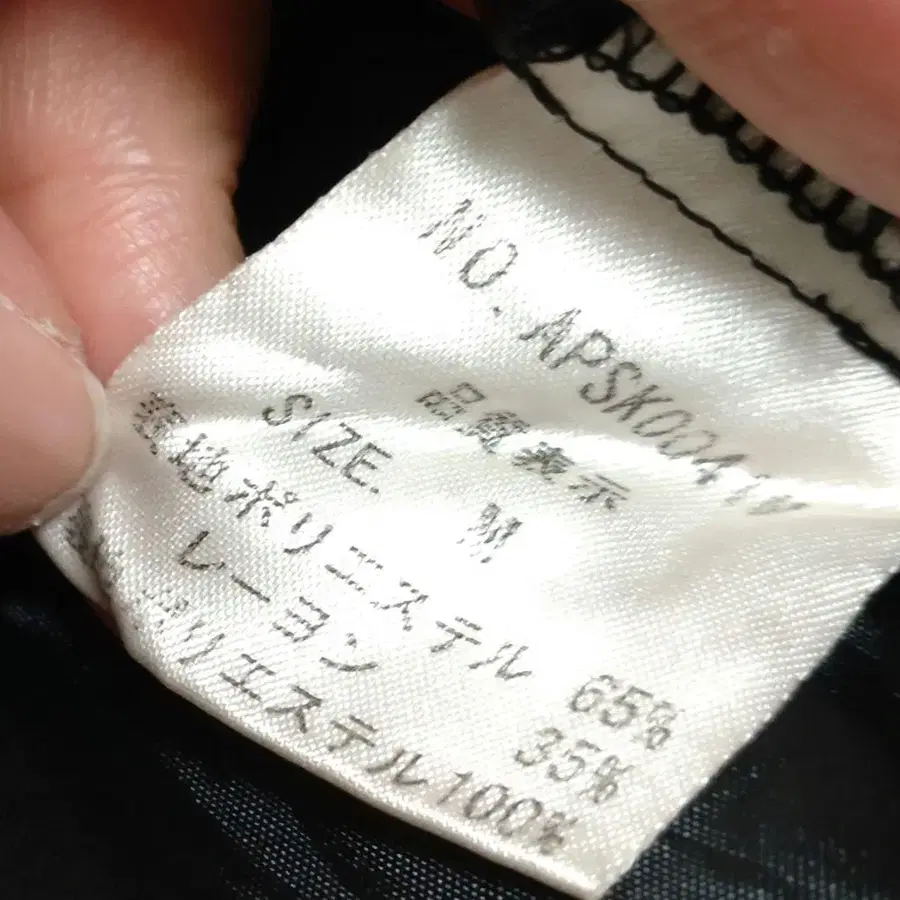 NO.
品質表示
SIZE. M
表地ポリエステル 65%
レーヨン 35%
ポリエステル100%